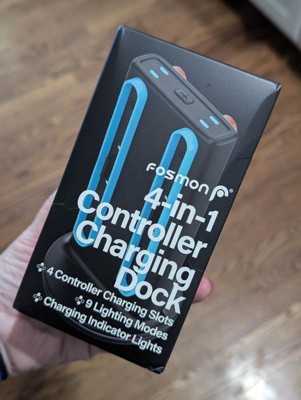 fosmon
4-in-1
Controller
Charging
Dock
4 Controller Charging Slots
9 Lighting Modes
Charging Indicator Lights